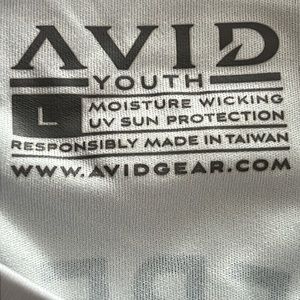 AVID
YOUTH
L
MOISTURE WICKING
UV SUN PROTECTION
RESPONSIBLY MADE IN TAIWAN
WWW.AVIDGEAR.COM